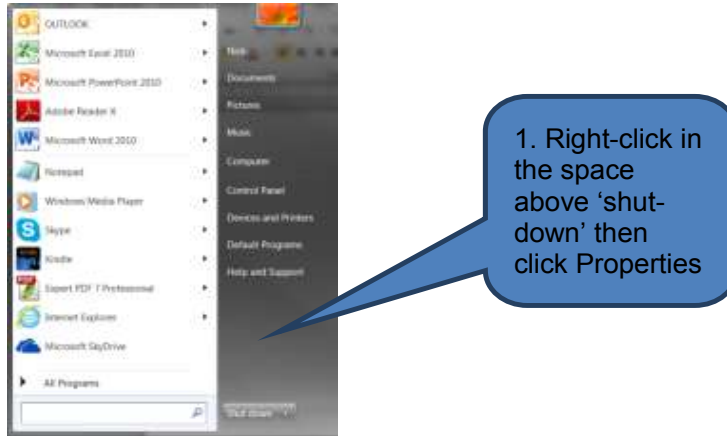 OUTLOOK
Microsoft Excel 2010
Microsoft PowerPoint 2010
Adobe Reader X
Microsoft Word 2010
Notepad
Windows Media Player
Skype
Kindle
Expert PDF 7 Professional
Internet Explorer
Microsoft SkyDrive
All Programs
Nick
Documents
Pictures
Music
Computer
Control Panel
Devices and Printers
Default Programs
Help and Support
Shut down
1. Right-click in
the space
above ‘shut-
down’ then
click Properties